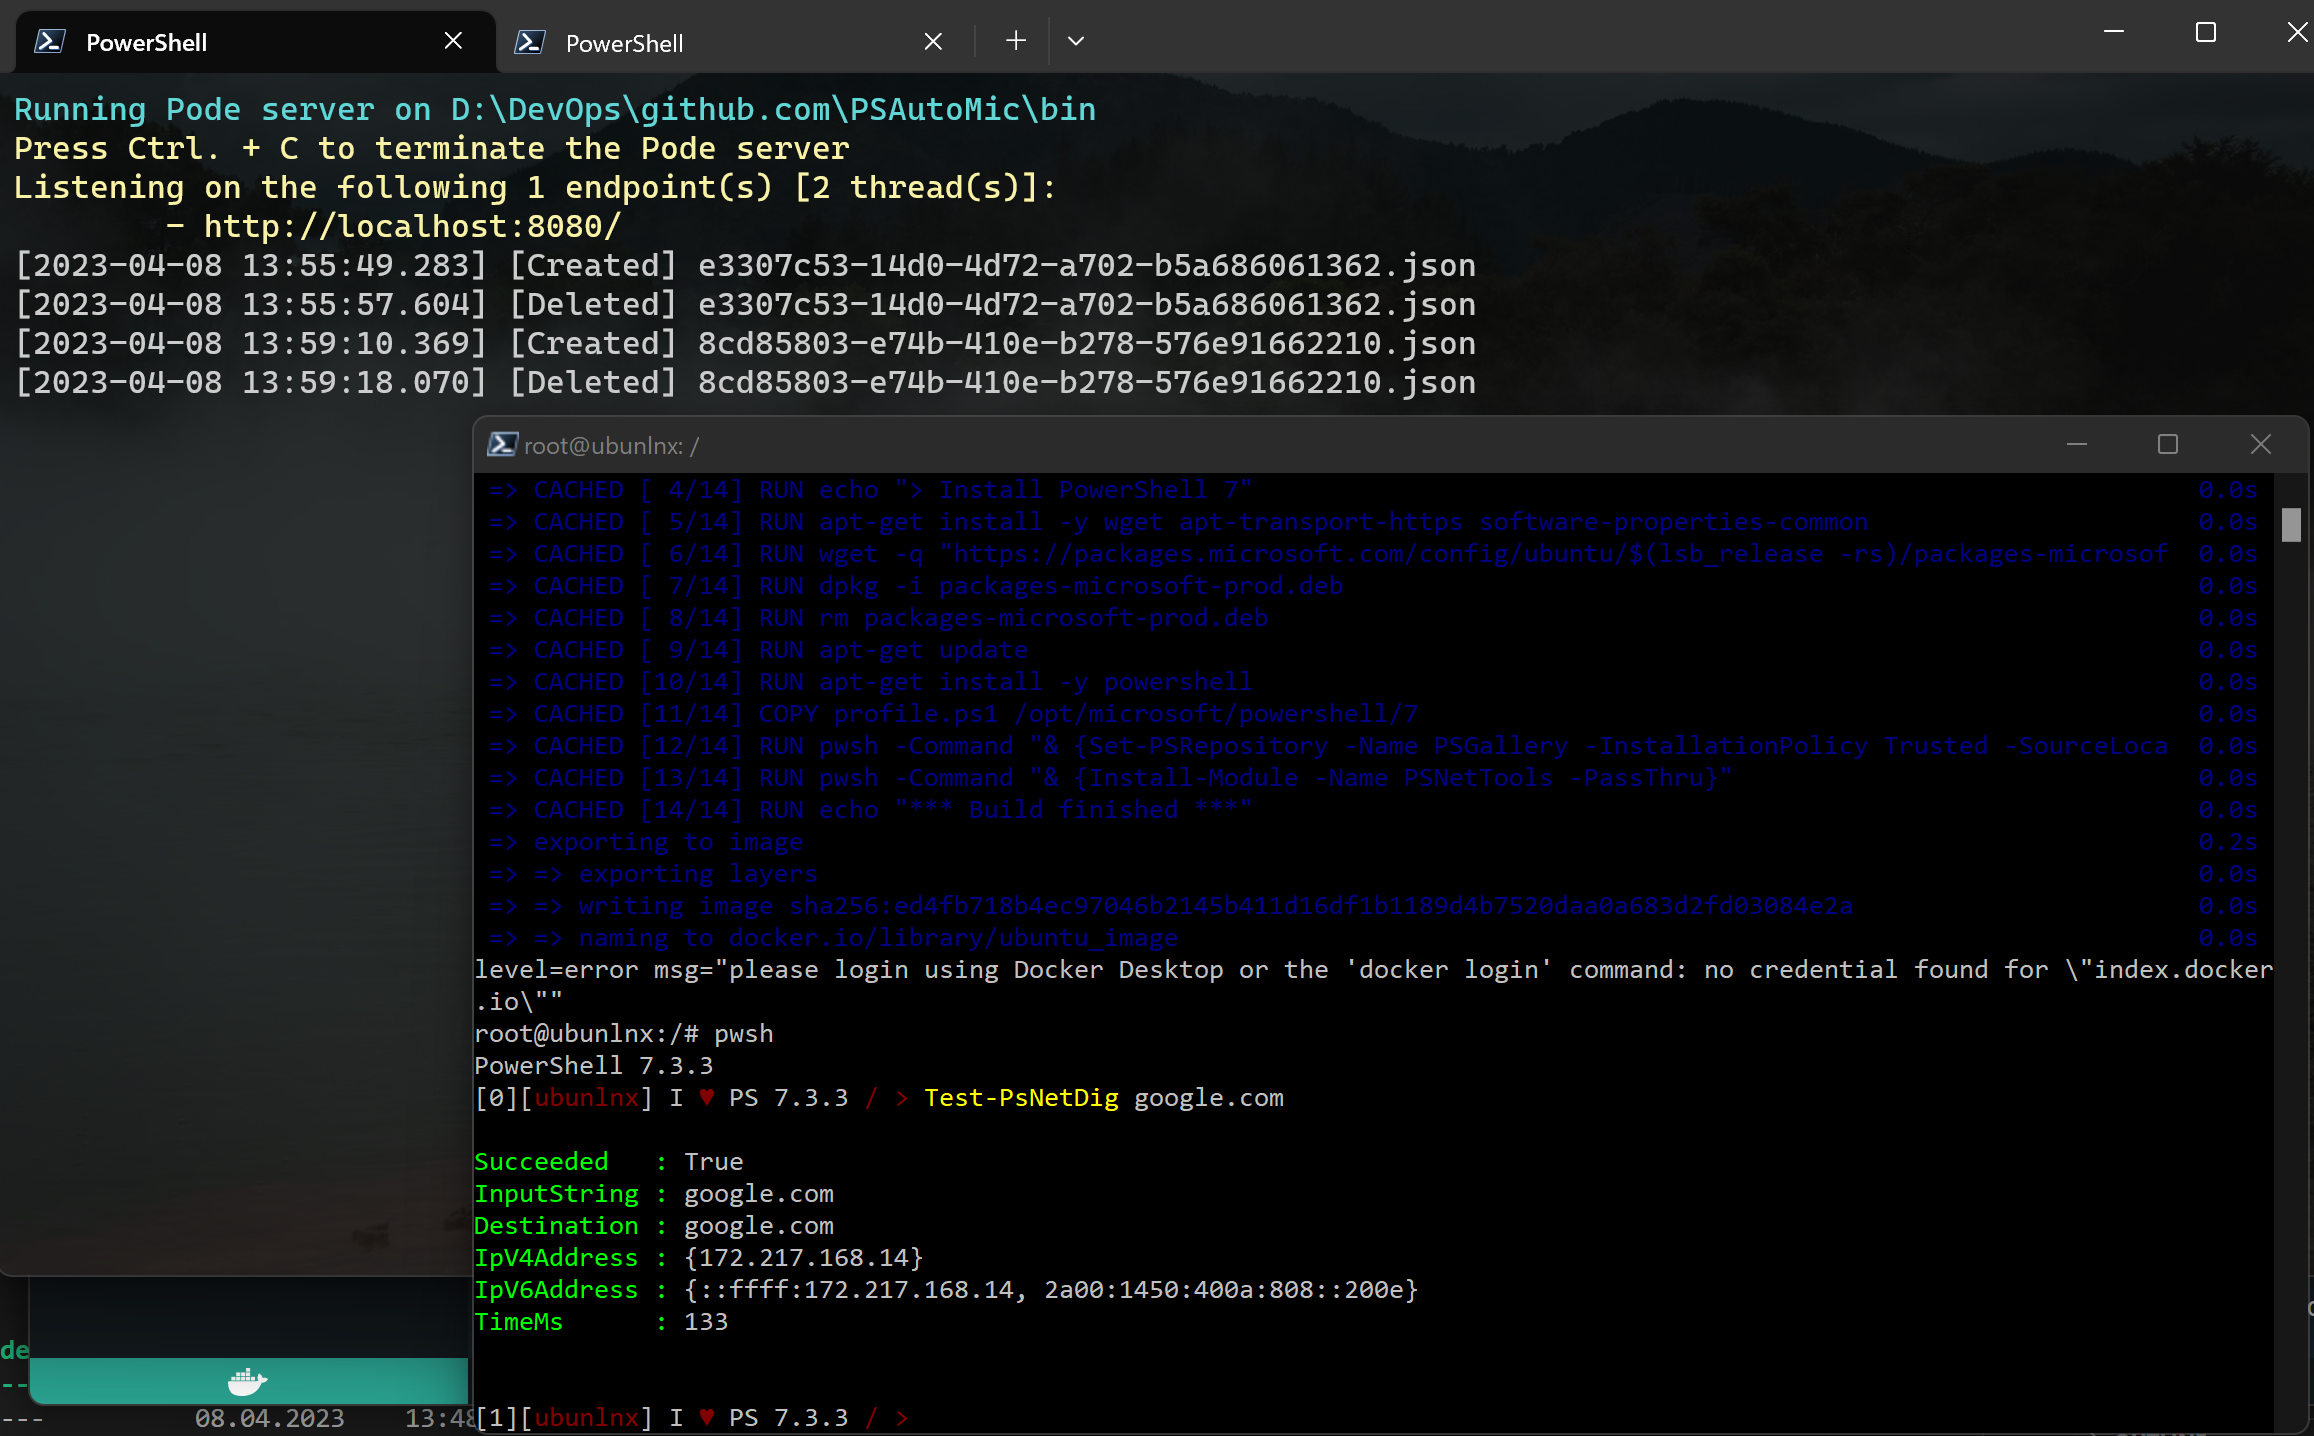 PowerShell
PowerShell
Running Pode server on D:\DevOps\github.com\PSAutoMic\bin
Press Ctrl. + C to terminate the Pode server
Listening on the following 1 endpoint(s) [2 thread(s)]:
- http://localhost:8080/
[2023-04-08 13:55:49.283] [Created] e3307c53-14d0-4d72-a702-b5a686061362.json
[2023-04-08 13:55:57.604] [Deleted] e3307c53-14d0-4d72-a702-b5a686061362.json
[2023-04-08 13:59:10.369] [Created] 8cd85803-e74b-410e-b278-576e91662210.json
[2023-04-08 13:59:18.070] [Deleted] 8cd85803-e74b-410e-b278-576e91662210.json
root@ubunlnx: /
=> CACHED [ 4/14] RUN echo "> Install PowerShell 7" 0.0s
=> CACHED [ 5/14] RUN apt-get install -y wget apt-transport-https software-properties-common 0.0s
=> CACHED [ 6/14] RUN wget -q "https://packages.microsoft.com/config/ubuntu/$(lsb_release -rs)/packages-microsof 0.0s
=> CACHED [ 7/14] RUN dpkg -i packages-microsoft-prod.deb 0.0s
=> CACHED [ 8/14] RUN rm packages-microsoft-prod.deb 0.0s
=> CACHED [ 9/14] RUN apt-get update 0.0s
=> CACHED [10/14] RUN apt-get install -y powershell 0.0s
=> CACHED [11/14] COPY profile.ps1 /opt/microsoft/powershell/7 0.0s
=> CACHED [12/14] RUN pwsh -Command "& {Set-PSRepository -Name PSGallery -InstallationPolicy Trusted -SourceLoca 0.0s
=> CACHED [13/14] RUN pwsh -Command "& {Install-Module -Name PSNetTools -PassThru}" 0.0s
=> CACHED [14/14] RUN echo "*** Build finished ***" 0.0s
=> exporting to image 0.2s
=> => exporting layers 0.0s
=> => writing image sha256:ed4fb718b4ec97046b2145b411d16df1b1189d4b7520daa0a683d2fd03084e2a 0.0s
=> => naming to docker.io/library/ubuntu_image 0.0s
level=error msg="please login using Docker Desktop or the 'docker login' command: no credential found for \"index.docker
.io\""
root@ubunlnx:/# pwsh
PowerShell 7.3.3
[0][ubunlnx] I ♥ PS 7.3.3 / > Test-PsNetDig google.com
Succeeded : True
InputString : google.com
Destination : google.com
IpV4Address : {172.217.168.14}
IpV6Address : {::ffff:172.217.168.14, 2a00:1450:400a:808::200e}
TimeMs : 133
[1][ubunlnx] I ♥ PS 7.3.3 / >
de
--
--- 08.04.2023 13:48